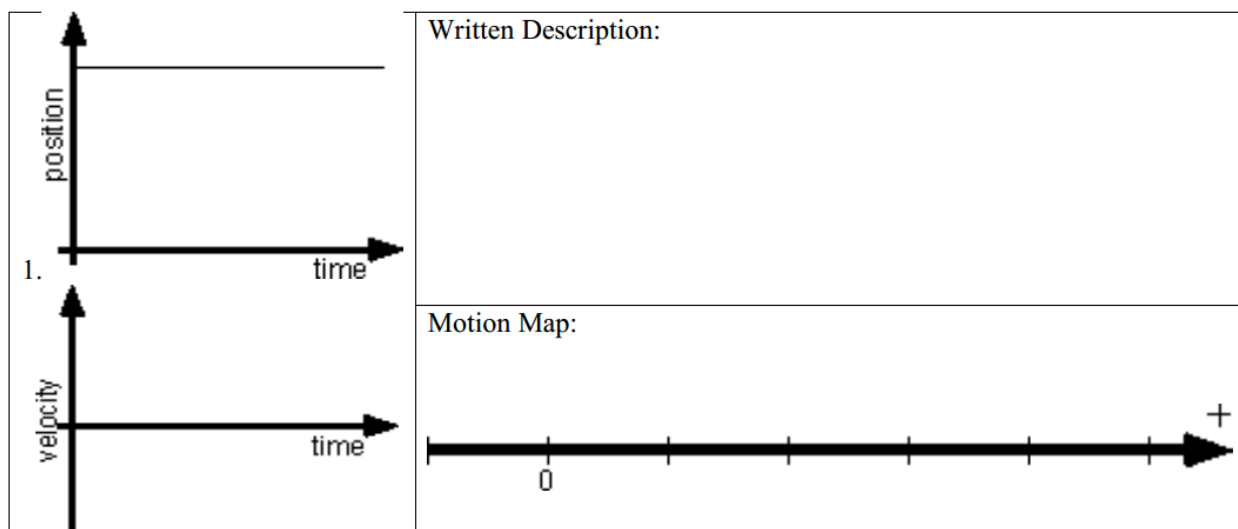 Written Description:
position
1.
time
Motion Map:
velocity
time
+
0